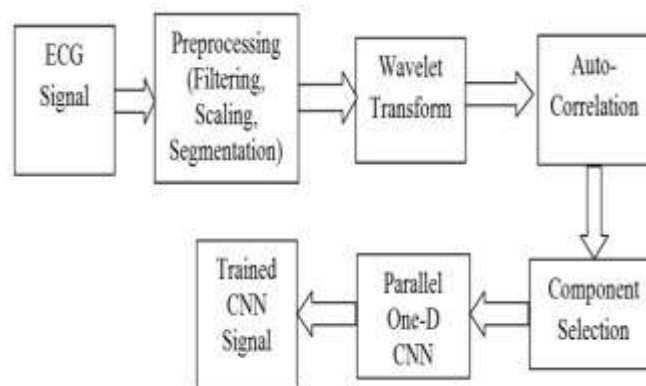 ECG
Signal
Preprocessing
(Filtering,
Scaling,
Segmentation)
Wavelet
Transform
Auto-
Correlation
Component
Selection
Parallel
One-D
CNN
Trained
CNN
Signal